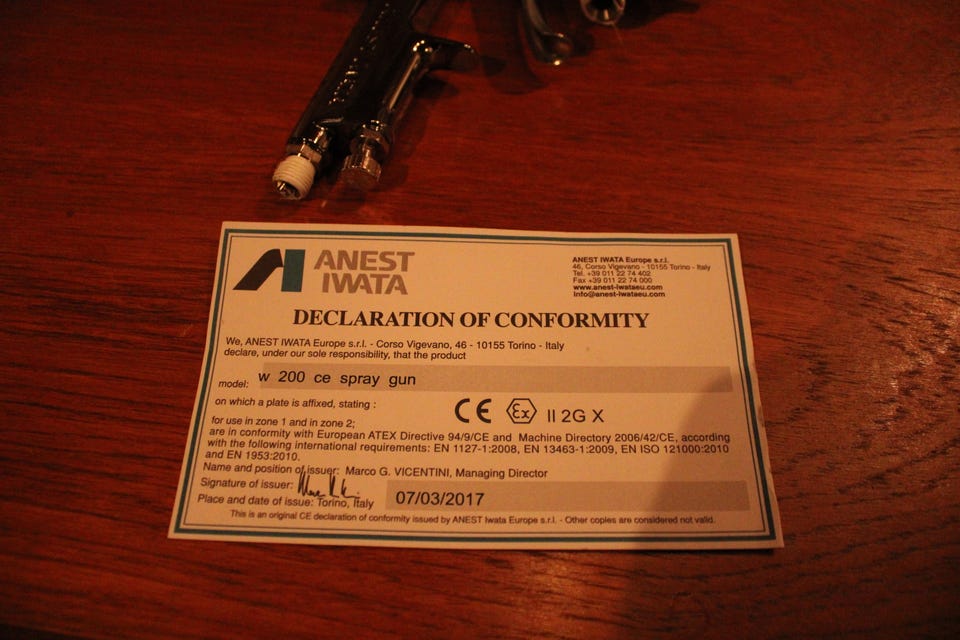 ANEST
IWATA
ANEST IWATA Europe s.r.l.
46, Corso Vigevano - 10155 Torino - Italy
Tel. +39 011 22 74 402
Fax +39 011 22 74 000
www.anest-iwataeu.com
info@anest-iwataeu.com
DECLARATION OF CONFORMITY
We, ANEST IWATA Europe s.r.l. - Corso Vigevano, 46 - 10155 Torino - Italy
declare, under our sole responsibility, that the product
model: w 200 ce spray gun
on which a plate is affixed, stating :
CE Ex II 2G X
for use in zone 1 and in zone 2;
are in conformity with European ATEX Directive 94/9/CE and Machine Directory 2006/42/CE, according
with the following international requirements: EN 1127-1:2008, EN 13463-1:2009, EN ISO 121000:2010
and EN 1953:2010.
Name and position of issuer: Marco G. VICENTINI, Managing Director
Signature of issuer:
Place and date of issue: Torino, Italy 07/03/2017
This is an original CE declaration of conformity issued by ANEST Iwata Europe s.r.l. - Other copies are considered not valid.